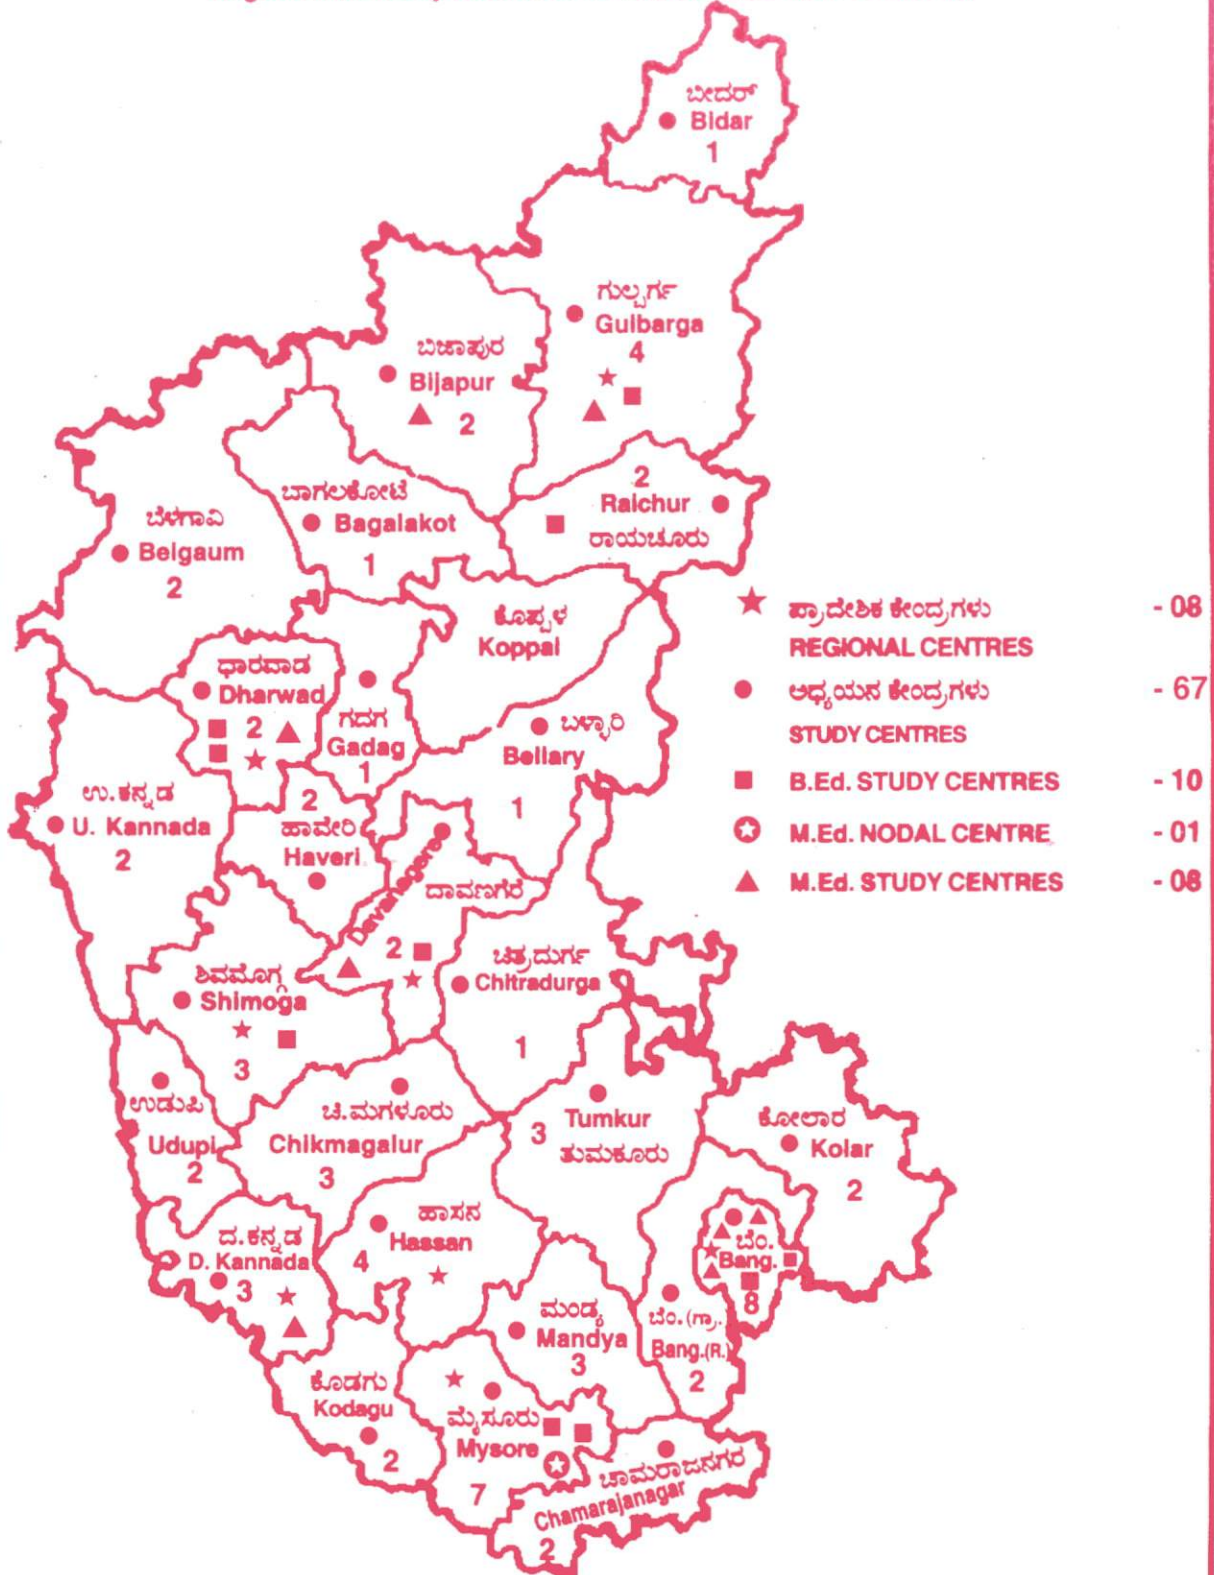 ಬೀದರ್
Bidar
1
ಗುಲ್ಬರ್ಗ
Gulbarga
4
ಬಿಜಾಪುರ
Bijapur
2
2
Raichur
ರಾಯಚೂರು
ಬಾಗಲಕೋಟೆ
Bagalakot
1
ಬೆಳಗಾವಿ
Belgaum
2
ಕೊಪ್ಪಳ
Koppal
ಧಾರವಾಡ
Dharwad
2
ಗದಗ
Gadag
1
ಬಳ್ಳಾರಿ
Bellary
1
ಉ.ಕನ್ನಡ
U. Kannada
2
2
ಹಾವೇರಿ
Haveri
Davanagere
ದಾವಣಗೆರೆ
2
ಚಿತ್ರದುರ್ಗ
Chitradurga
1
ಶಿವಮೊಗ್ಗ
Shimoga
3
ಉಡುಪಿ
Udupi
2
ಚಿ.ಮಗಳೂರು
Chikmagalur
3
3 Tumkur
ತುಮಕೂರು
ಕೋಲಾರ
Kolar
2
ಹಾಸನ
Hassan
4
ದ.ಕನ್ನಡ
D. Kannada
3
ಬೆಂ.
Bang.
8
ಬೆಂ.(ಗ್ರಾ.)
Bang.(R.)
2
ಮಂಡ್ಯ
Mandya
3
ಕೊಡಗು
Kodagu
2
ಮೈಸೂರು
Mysore
7
ಚಾಮರಾಜನಗರ
Chamarajanagar
2
ಪ್ರಾದೇಶಿಕ ಕೇಂದ್ರಗಳು - 08
REGIONAL CENTRES
ಅಧ್ಯಯನ ಕೇಂದ್ರಗಳು - 67
STUDY CENTRES
B.Ed. STUDY CENTRES - 10
M.Ed. NODAL CENTRE - 01
M.Ed. STUDY CENTRES - 08